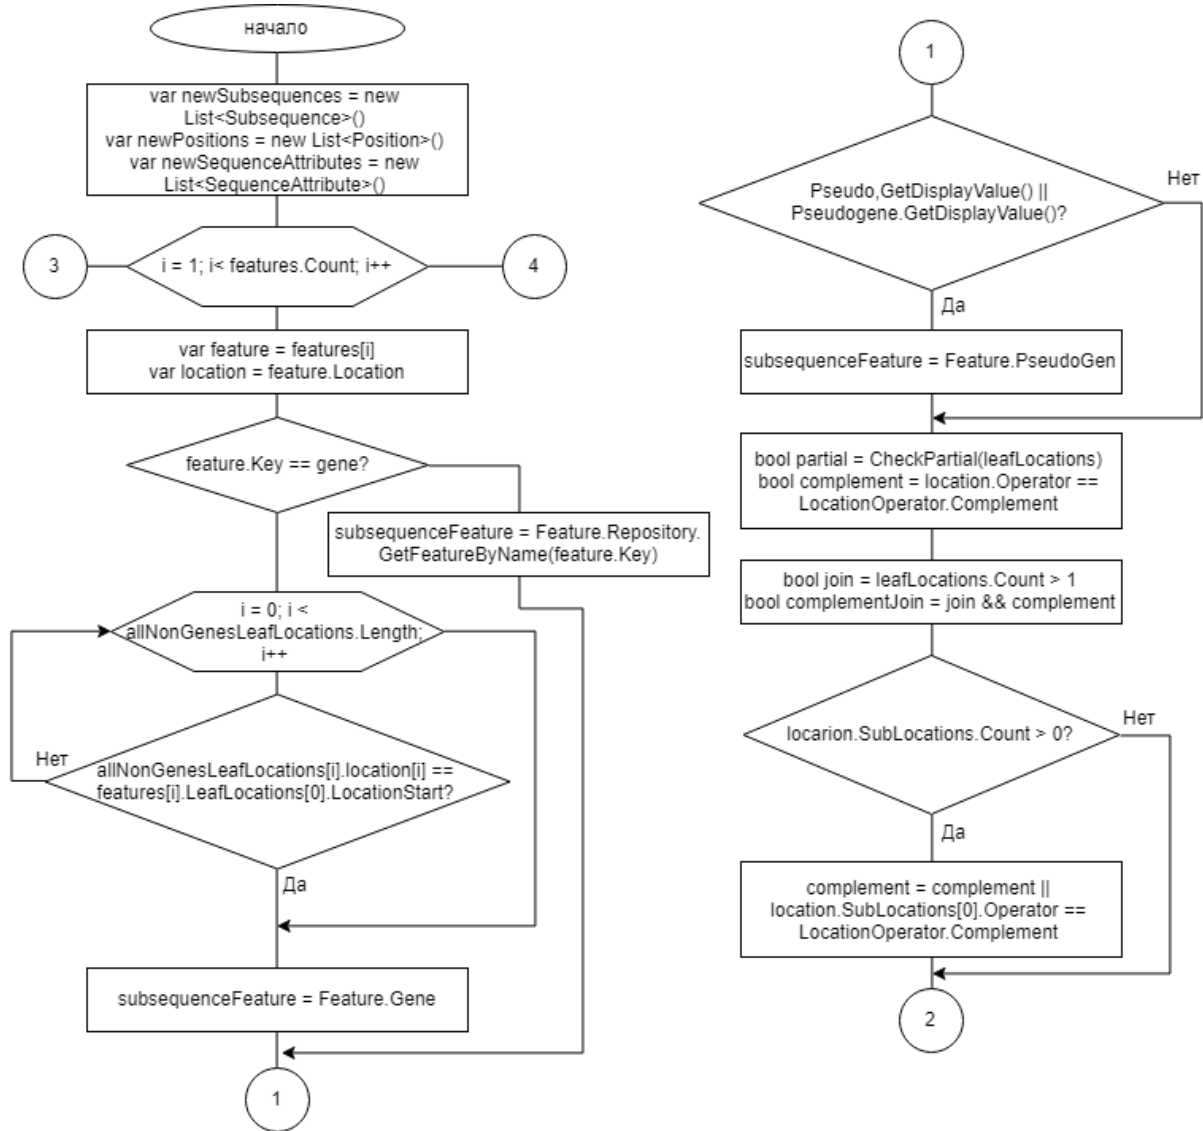 начало
var newSubsequences = new
List<Subsequence>()
var newPositions = new List<Position>()
var newSequenceAttributes = new
List<SequenceAttribute>()
3
i = 1; i< features.Count; i++
4
var feature = features[i]
var location = feature.Location
feature.Key == gene?
subsequenceFeature = Feature.Repository.
GetFeatureByName(feature.Key)
i = 0; i <
allNonGenesLeafLocations.Length;
i++
Нет
allNonGenesLeafLocations[i].location[i] ==
features[i].LeafLocations[0].LocationStart?
Да
subsequenceFeature = Feature.Gene
1
1
Pseudo,GetDisplayValue() ||
Pseudogene.GetDisplayValue()?
Нет
Да
subsequenceFeature = Feature.PseudoGen
bool partial = CheckPartial(leafLocations)
bool complement = location.Operator ==
LocationOperator.Complement
bool join = leafLocations.Count > 1
bool complementJoin = join && complement
locarion.SubLocations.Count > 0?
Нет
Да
complement = complement ||
location.SubLocations[0].Operator ==
LocationOperator.Complement
2